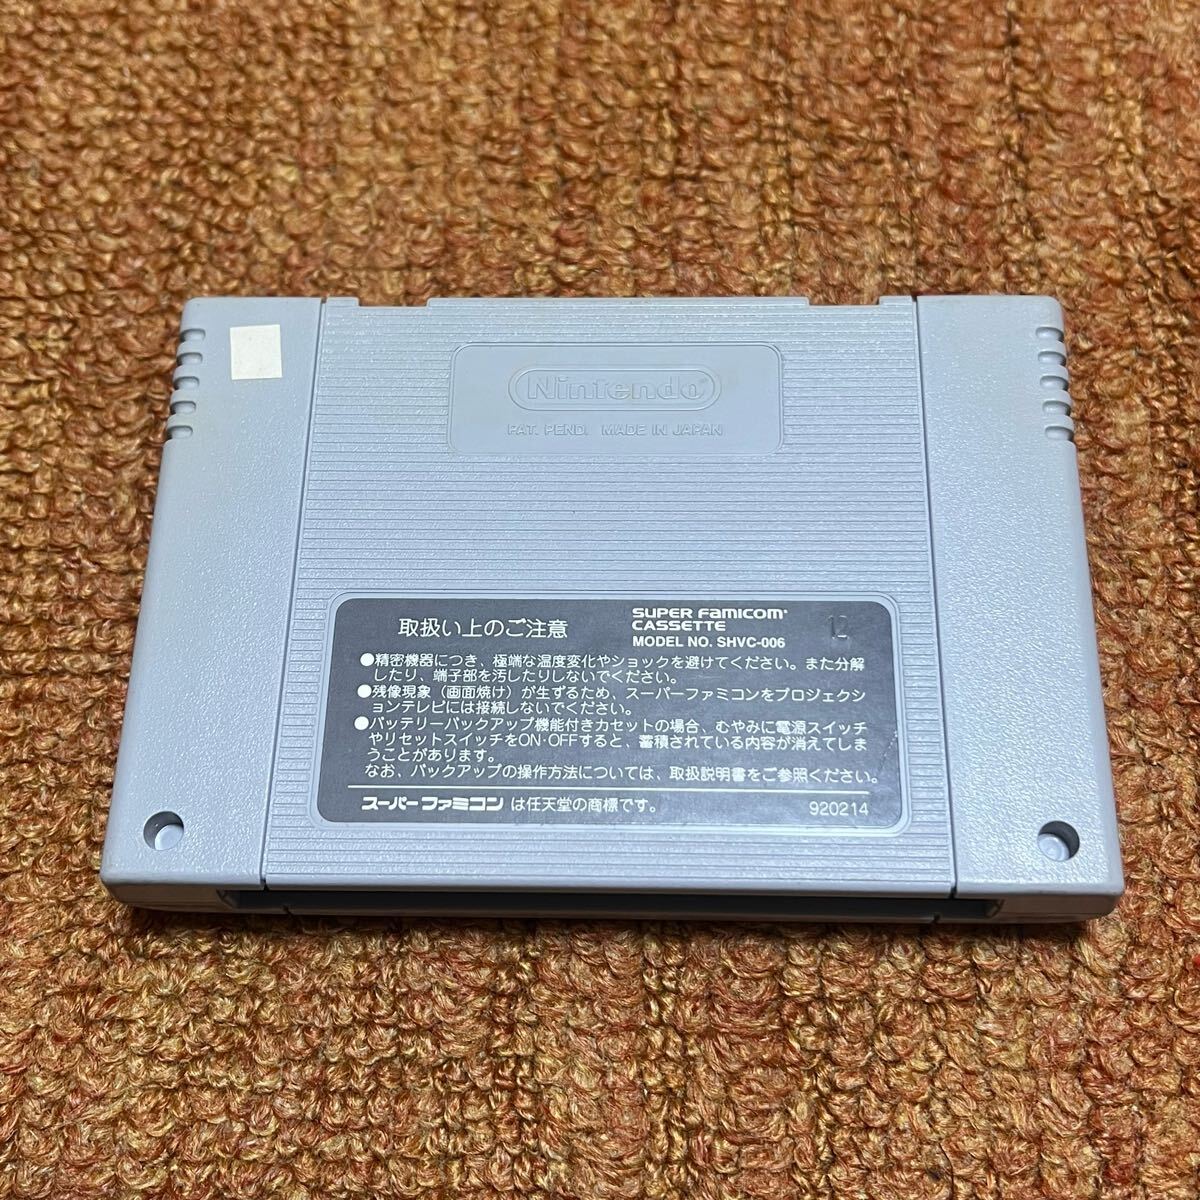 Nintendo®
PAT. PEND. MADE IN JAPAN
取扱い上のご注意
SUPER FAMICOM®
CASSETTE
MODEL NO. SHVC-006
12
●精密機器につき、極端な温度変化やショックを避けてください。また分解
したり、端子部を汚したりしないでください。
●残像現象（画面焼け）が生ずるため、スーパーファミコンをプロジェクシ
ョンテレビには接続しないでください。
●バッテリーバックアップ機能付きカセットの場合、むやみに電源スイッチ
やリセットスイッチをON・OFFすると、蓄積されている内容が消えてしま
うことがあります。
なお、バックアップの操作方法については、取扱説明書をご参照ください。
スーパーファミコンは任天堂の商標です。
920214